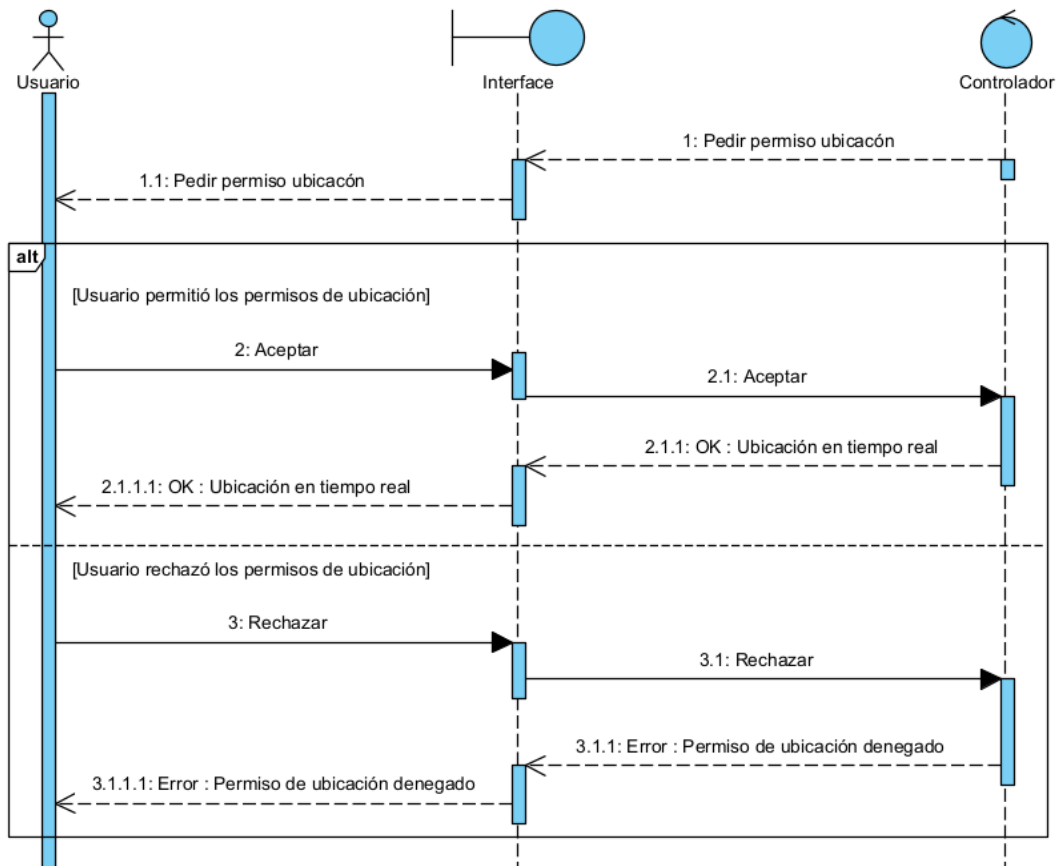 Usuario
Interface
Controlador
1: Pedir permiso ubicacón
1.1: Pedir permiso ubicacón
alt
[Usuario permitió los permisos de ubicación]
2: Aceptar
2.1: Aceptar
2.1.1: OK : Ubicación en tiempo real
2.1.1.1: OK : Ubicación en tiempo real
[Usuario rechazó los permisos de ubicación]
3: Rechazar
3.1: Rechazar
3.1.1: Error : Permiso de ubicación denegado
3.1.1.1: Error : Permiso de ubicación denegado